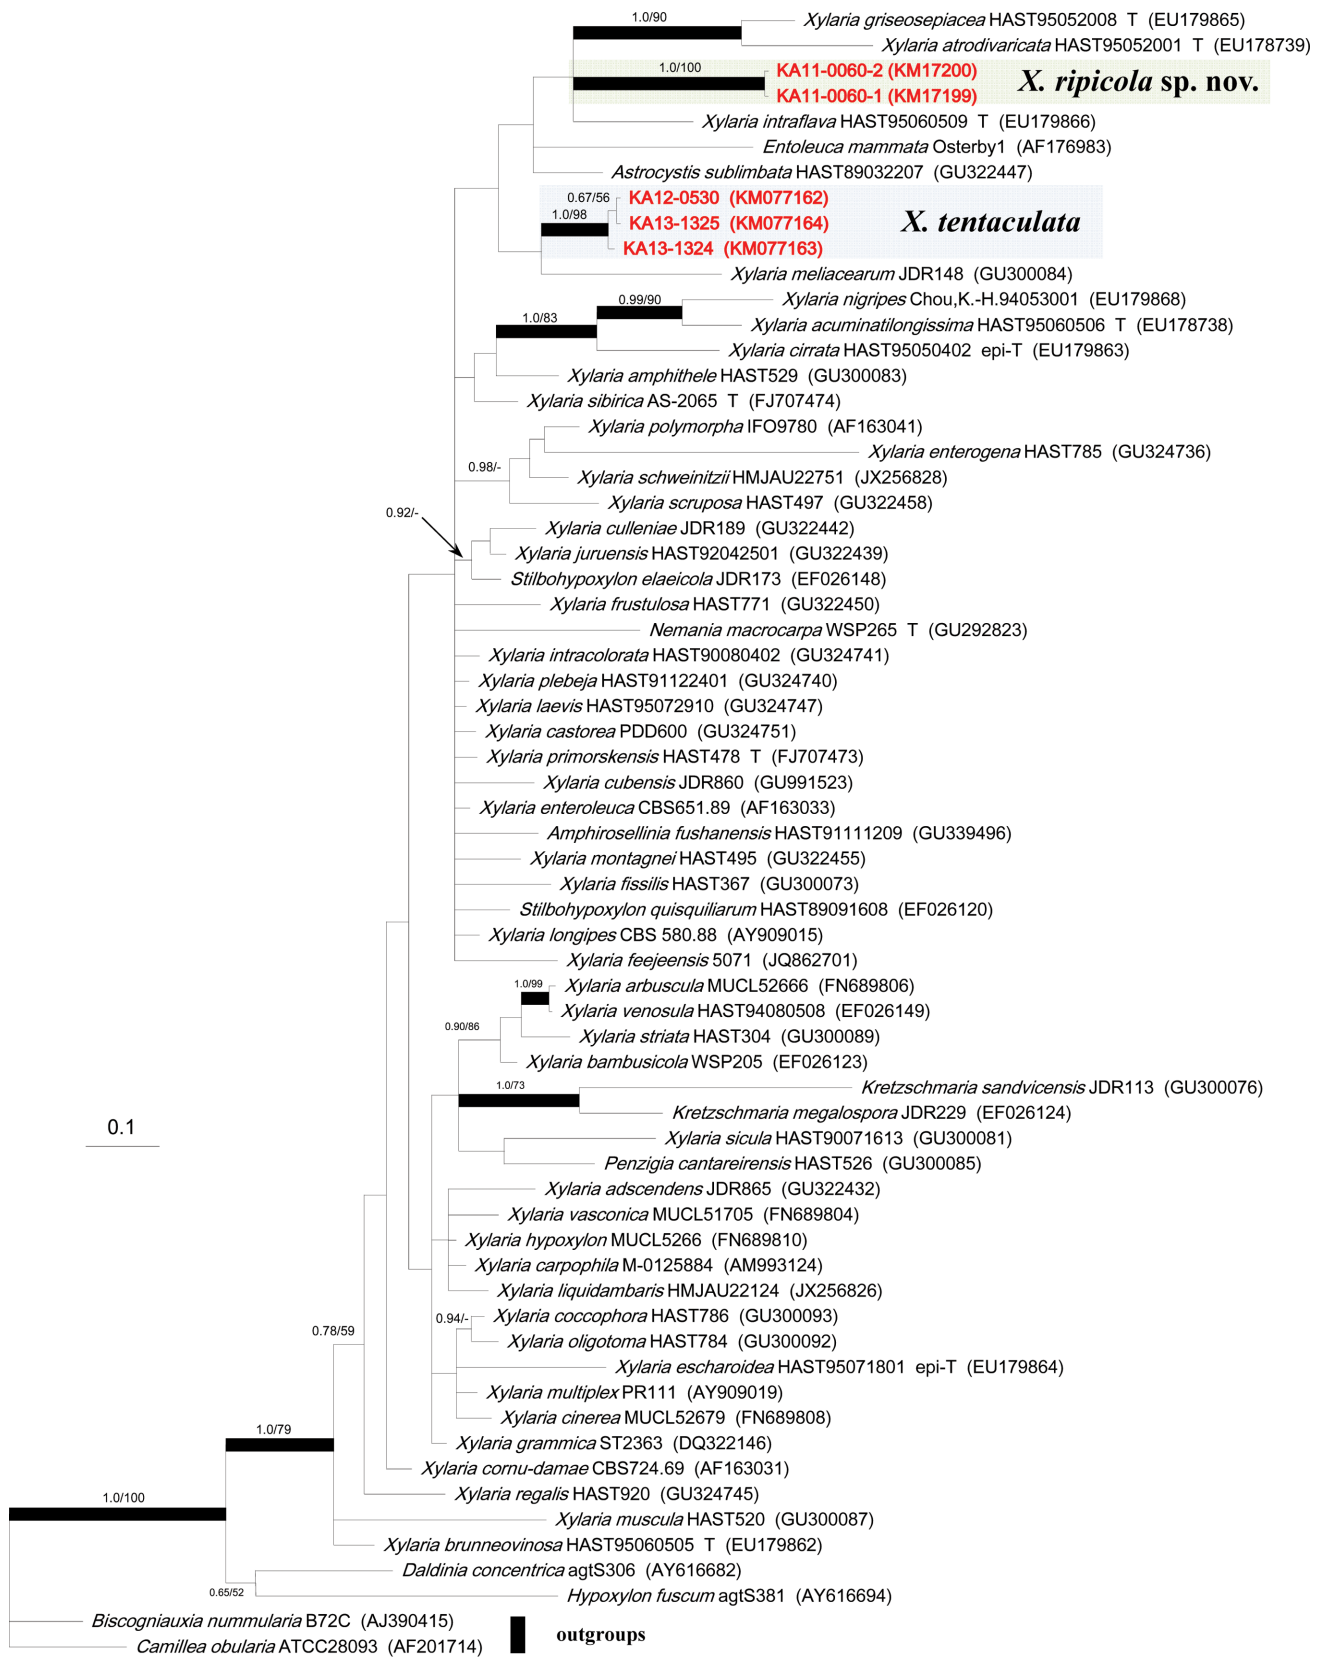 1.0/90
Xylaria griseosepiacea HAST95052008 T (EU179865)
Xylaria atrodivaricata HAST95052001 T (EU178739)
1.0/100
KA11-0060-2 (KM17200)
X. ripicola sp. nov.
KA11-0060-1 (KM17199)
Xylaria intraflava HAST95060509 T (EU179866)
Entoleuca mammata Osterby1 (AF176983)
Astrocystis sublimbata HAST89032207 (GU322447)
0.67/56
KA12-0530 (KM077162)
1.0/98
KA13-1325 (KM077164)
X. tentaculata
KA13-1324 (KM077163)
Xylaria meliacearum JDR148 (GU300084)
0.99/90
Xylaria nigripes Chou,K.-H.94053001 (EU179868)
1.0/83
Xylaria acuminatilongissima HAST95060506 T (EU178738)
Xylaria cirrata HAST95050402 epi-T (EU179863)
Xylaria amphithele HAST529 (GU300083)
Xylaria sibirica AS-2065 T (FJ707474)
Xylaria polymorpha IFO9780 (AF163041)
Xylaria enterogena HAST785 (GU324736)
0.98/-
Xylaria schweinitzii HMJAU22751 (JX256828)
Xylaria scruposa HAST497 (GU322458)
0.92/-
Xylaria culleniae JDR189 (GU322442)
Xylaria juruensis HAST92042501 (GU322439)
Stilbohypoxylon elaeicola JDR173 (EF026148)
Xylaria frustulosa HAST771 (GU322450)
Nemania macrocarpa WSP265 T (GU292823)
Xylaria intracolorata HAST90080402 (GU324741)
Xylaria plebeja HAST91122401 (GU324740)
Xylaria laevis HAST95072910 (GU324747)
Xylaria castorea PDD600 (GU324751)
Xylaria primorskensis HAST478 T (FJ707473)
Xylaria cubensis JDR860 (GU991523)
Xylaria enteroleuca CBS651.89 (AF163033)
Amphirosellinia fushanensis HAST91111209 (GU339496)
Xylaria montagnei HAST495 (GU322455)
Xylaria fissilis HAST367 (GU300073)
Stilbohypoxylon quisquiliarum HAST89091608 (EF026120)
Xylaria longipes CBS 580.88 (AY909015)
Xylaria feejeensis 5071 (JQ862701)
1.0/99
Xylaria arbuscula MUCL52666 (FN689806)
Xylaria venosula HAST94080508 (EF026149)
0.90/86
Xylaria striata HAST304 (GU300089)
Xylaria bambusicola WSP205 (EF026123)
1.0/73
Kretzschmaria sandvicensis JDR113 (GU300076)
Kretzschmaria megalospora JDR229 (EF026124)
0.1
Xylaria sicula HAST90071613 (GU300081)
Penzigia cantareirensis HAST526 (GU300085)
Xylaria adscendens JDR865 (GU322432)
Xylaria vasconica MUCL51705 (FN689804)
Xylaria hypoxylon MUCL5266 (FN689810)
Xylaria carpophila M-0125884 (AM993124)
Xylaria liquidambaris HMJAU22124 (JX256826)
0.94/-
Xylaria coccophora HAST786 (GU300093)
0.78/59
Xylaria oligotoma HAST784 (GU300092)
Xylaria escharoidea HAST95071801 epi-T (EU179864)
Xylaria multiplex PR111 (AY909019)
Xylaria cinerea MUCL52679 (FN689808)
1.0/79
Xylaria grammica ST2363 (DQ322146)
Xylaria cornu-damae CBS724.69 (AF163031)
1.0/100
Xylaria regalis HAST920 (GU324745)
Xylaria muscula HAST520 (GU300087)
Xylaria brunneovinosa HAST95060505 T (EU179862)
Daldinia concentrica agtS306 (AY616682)
0.65/52
Hypoxylon fuscum agtS381 (AY616694)
Biscogniauxia nummularia B72C (AJ390415)
outgroups
Camillea obularia ATCC28093 (AF201714)